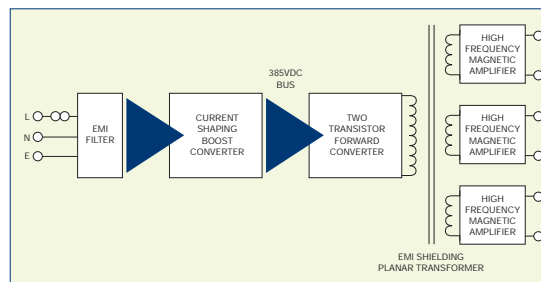 L
N
E
EMI
FILTER
CURRENT
SHAPING
BOOST
CONVERTER
385VDC
BUS
TWO
TRANSISTOR
FORWARD
CONVERTER
HIGH
FREQUENCY
MAGNETIC
AMPLIFIER
HIGH
FREQUENCY
MAGNETIC
AMPLIFIER
HIGH
FREQUENCY
MAGNETIC
AMPLIFIER
EMI SHIELDING
PLANAR TRANSFORMER